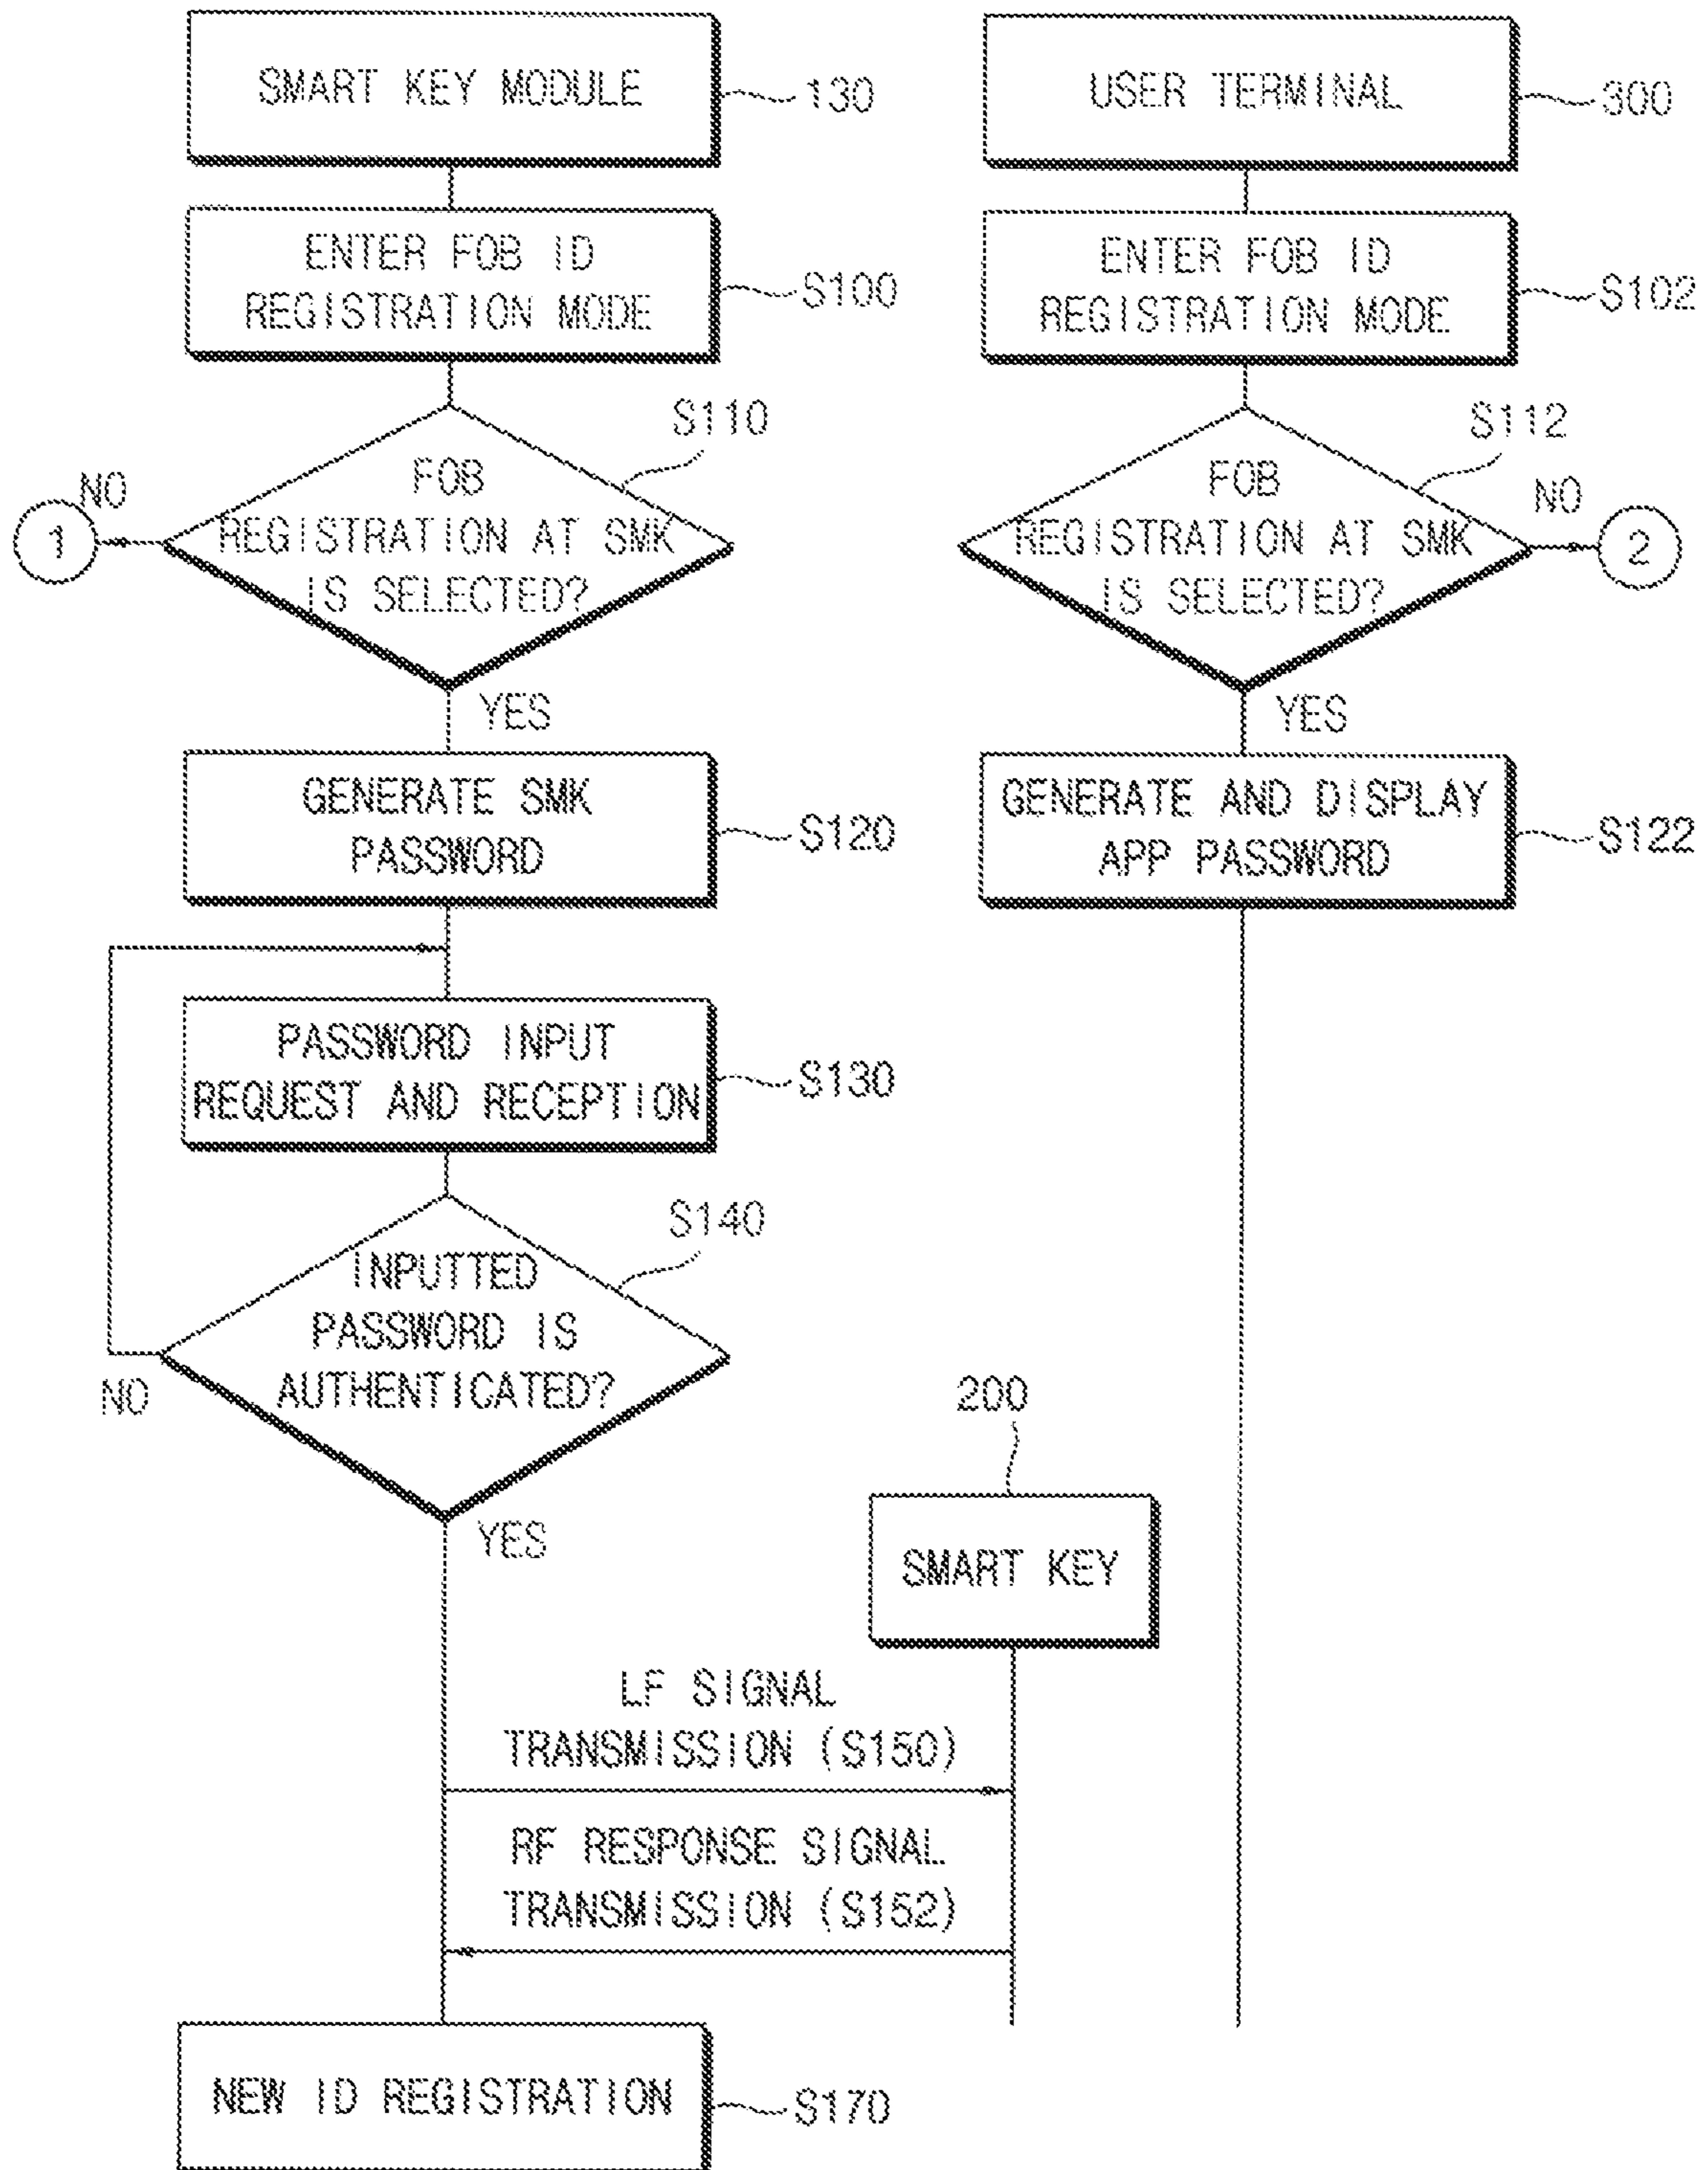 SMART KEY MODULE
130
USER TERMINAL
300
ENTER FOB ID
REGISTRATION MODE
S100
ENTER FOB ID
REGISTRATION MODE
S102
S110
FOB
REGISTRATION AT SMK
IS SELECTED?
NO
1
YES
S112
FOB
REGISTRATION AT SMK
IS SELECTED?
NO
2
YES
GENERATE SMK
PASSWORD
S120
GENERATE AND DISPLAY
APP PASSWORD
S122
PASSWORD INPUT
REQUEST AND RECEPTION
S130
S140
INPUTTED
PASSWORD IS
AUTHENTICATED?
NO
YES
200
SMART KEY
LF SIGNAL
TRANSMISSION (S150)
RF RESPONSE SIGNAL
TRANSMISSION (S152)
NEW ID REGISTRATION
S170